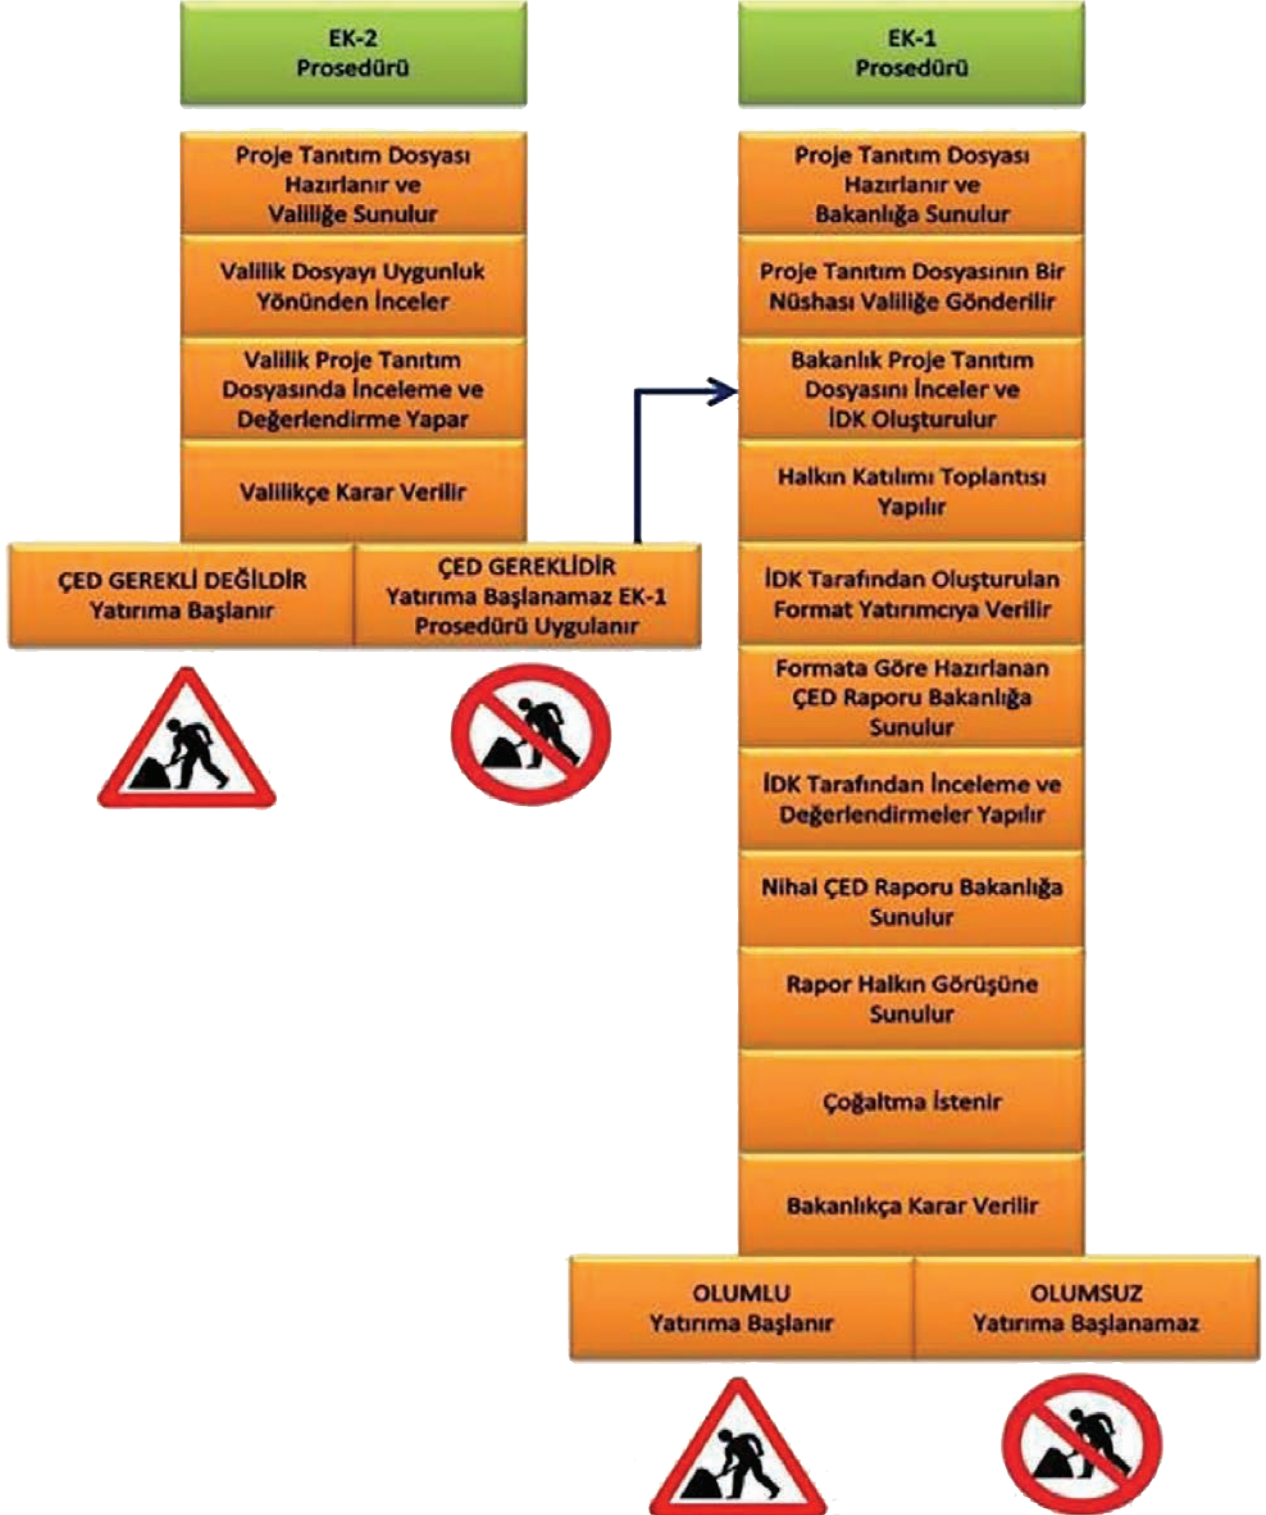 EK-2
Prosedürü
Proje Tanıtım Dosyası
Hazırlanır ve
Valiliğe Sunulur
Valilik Dosyayı Uygunluk
Yönünden İnceler
Valilik Proje Tanıtım
Dosyasında İnceleme ve
Değerlendirme Yapar
Valilikçe Karar Verilir
ÇED GEREKLİ DEĞİLDİR
Yatırıma Başlanır
ÇED GEREKLİDİR
Yatırıma Başlanamaz EK-1
Prosedürü Uygulanır
EK-1
Prosedürü
Proje Tanıtım Dosyası
Hazırlanır ve
Bakanlığa Sunulur
Proje Tanıtım Dosyasının Bir
Nüshası Valiliğe Gönderilir
Bakanlık Proje Tanıtım
Dosyasını İnceler ve
İDK Oluşturulur
Halkın Katılımı Toplantısı
Yapılır
İDK Tarafından Oluşturulan
Format Yatırımcıya Verilir
Formata Göre Hazırlanan
ÇED Raporu Bakanlığa
Sunulur
İDK Tarafından İnceleme ve
Değerlendirmeler Yapılır
Nihai ÇED Raporu Bakanlığa
Sunulur
Rapor Halkın Görüşüne
Sunulur
Çoğaltma İstenir
Bakanlıkça Karar Verilir
OLUMLU
Yatırıma Başlanır
OLUMSUZ
Yatırıma Başlanamaz